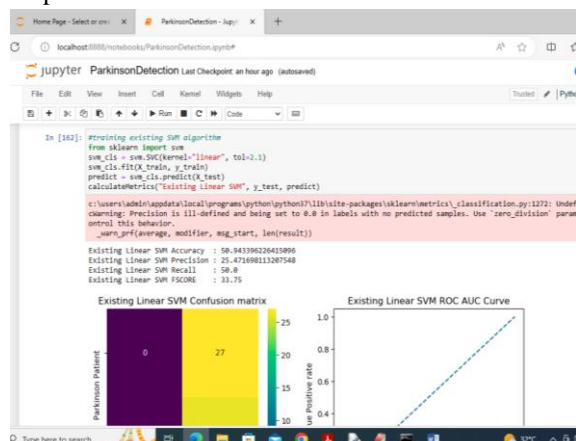 Home Page - Select or cre
ParkinsonDetection - Jupyt
localhost:8888/notebooks/ParkinsonDetection.ipynb#
jupyter ParkinsonDetection Last Checkpoint: an hour ago (autosaved)
File Edit View Insert Cell Kernel Widgets Help
Trusted
Run
Code
In [162]: #training existing SVM algorithm
from sklearn import svm
svm_cls = svm.SVC(kernel="linear", tol=2.1)
svm_cls.fit(X_train, y_train)
predict = svm_cls.predict(X_test)
calculateMetrics("Existing Linear SVM", y_test, predict)
c:\users\admin\appdata\local\programs\python\python37\lib\site-packages\sklearn\metrics\_classification.py:1272: Undef
cWarning: Precision is ill-defined and being set to 0.0 in labels with no predicted samples. Use `zero_division` param
ontrol this behavior.
_warn_prf(average, modifier, msg_start, len(result))
Existing Linear SVM Accuracy : 50.943396226415096
Existing Linear SVM Precision : 25.471698113207548
Existing Linear SVM Recall : 50.0
Existing Linear SVM FSCORE : 33.75
Existing Linear SVM Confusion matrix
Existing Linear SVM ROC AUC Curve
Parkinson Patient
0
27
25
20
15
10
ue Positive rate
1.0
0.8
0.6
0.4
Type here to search
32°C